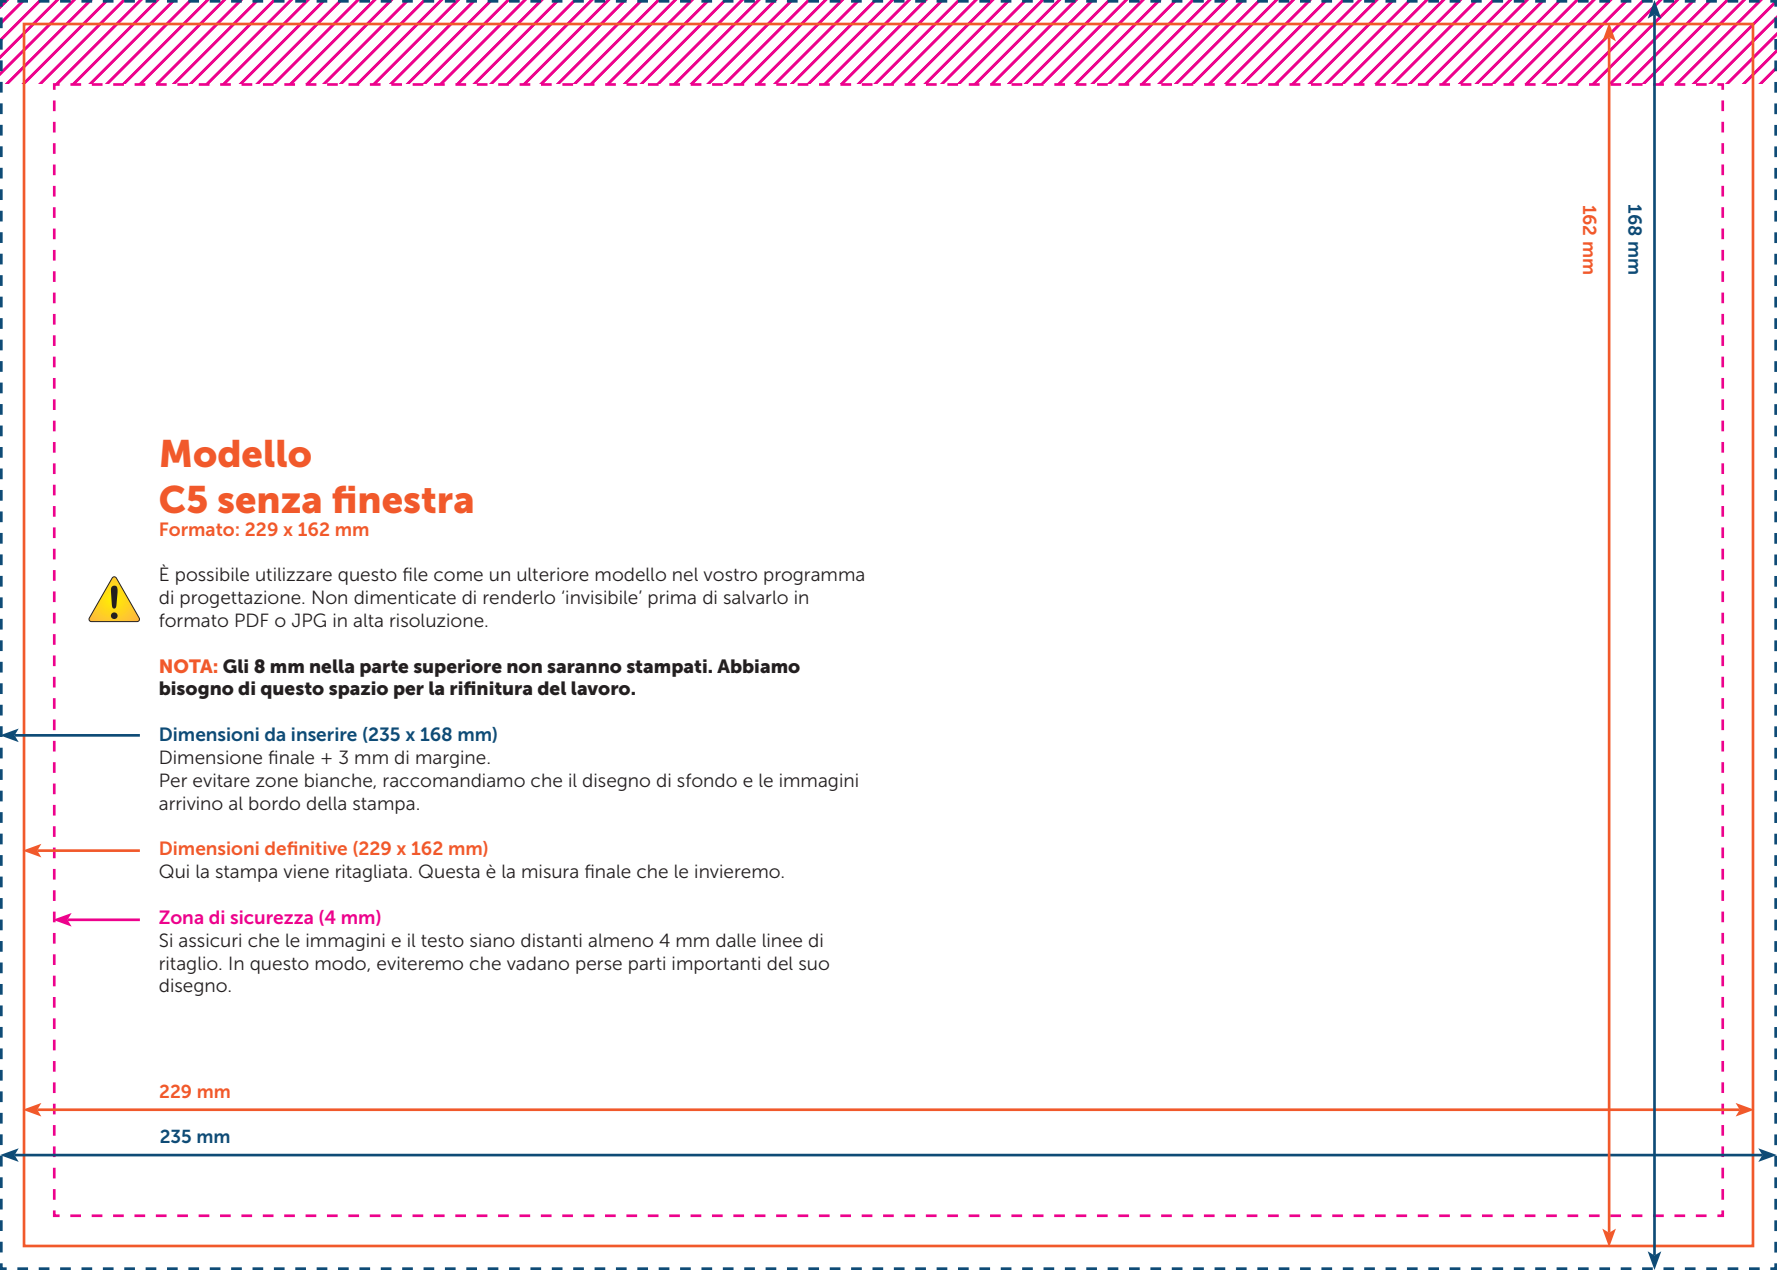 162 mm
168 mm
Modello
C5 senza finestra
Formato: 229 x 162 mm
È possibile utilizzare questo file come un ulteriore modello nel vostro programma
di progettazione. Non dimenticate di renderlo ‘invisibile’ prima di salvarlo in
formato PDF o JPG in alta risoluzione.
NOTA: Gli 8 mm nella parte superiore non saranno stampati. Abbiamo
bisogno di questo spazio per la rifinitura del lavoro.
Dimensioni da inserire (235 x 168 mm)
Dimensione finale + 3 mm di margine.
Per evitare zone bianche, raccomandiamo che il disegno di sfondo e le immagini
arrivino al bordo della stampa.
Dimensioni definitive (229 x 162 mm)
Qui la stampa viene ritagliata. Questa è la misura finale che le invieremo.
Zona di sicurezza (4 mm)
Si assicuri che le immagini e il testo siano distanti almeno 4 mm dalle linee di
ritaglio. In questo modo, eviteremo che vadano perse parti importanti del suo
disegno.
229 mm
235 mm